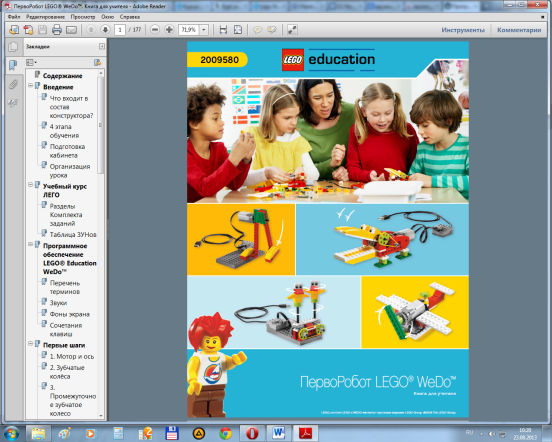 ПервоРобот LEGO® WeDo™. Книга для учителя - Adobe Reader
Файл Редактирование Просмотр Окно Справка
1 / 177
71,9%
Инструменты
Комментарии
Закладки
Содержание
Введение
Что входит в
состав
конструктора?
4 этапа
обучения
Подготовка
кабинета
Организация
урока
Учебный курс
ЛЕГО
Разделы
Комплекта
заданий
Таблица ЗУНов
Программное
обеспечение
LEGO® Education
WeDo™
Перечень
терминов
Звуки
Фоны экрана
Сочетания
клавиш
Первые шаги
1. Мотор и ось
2. Зубчатые
колёса
3.
Промежуточно
е зубчатое
колесо
2009580
LEGO education
ПервоРобот LEGO® WeDo™
Книга для учителя
RU
10:28
23.08.2013